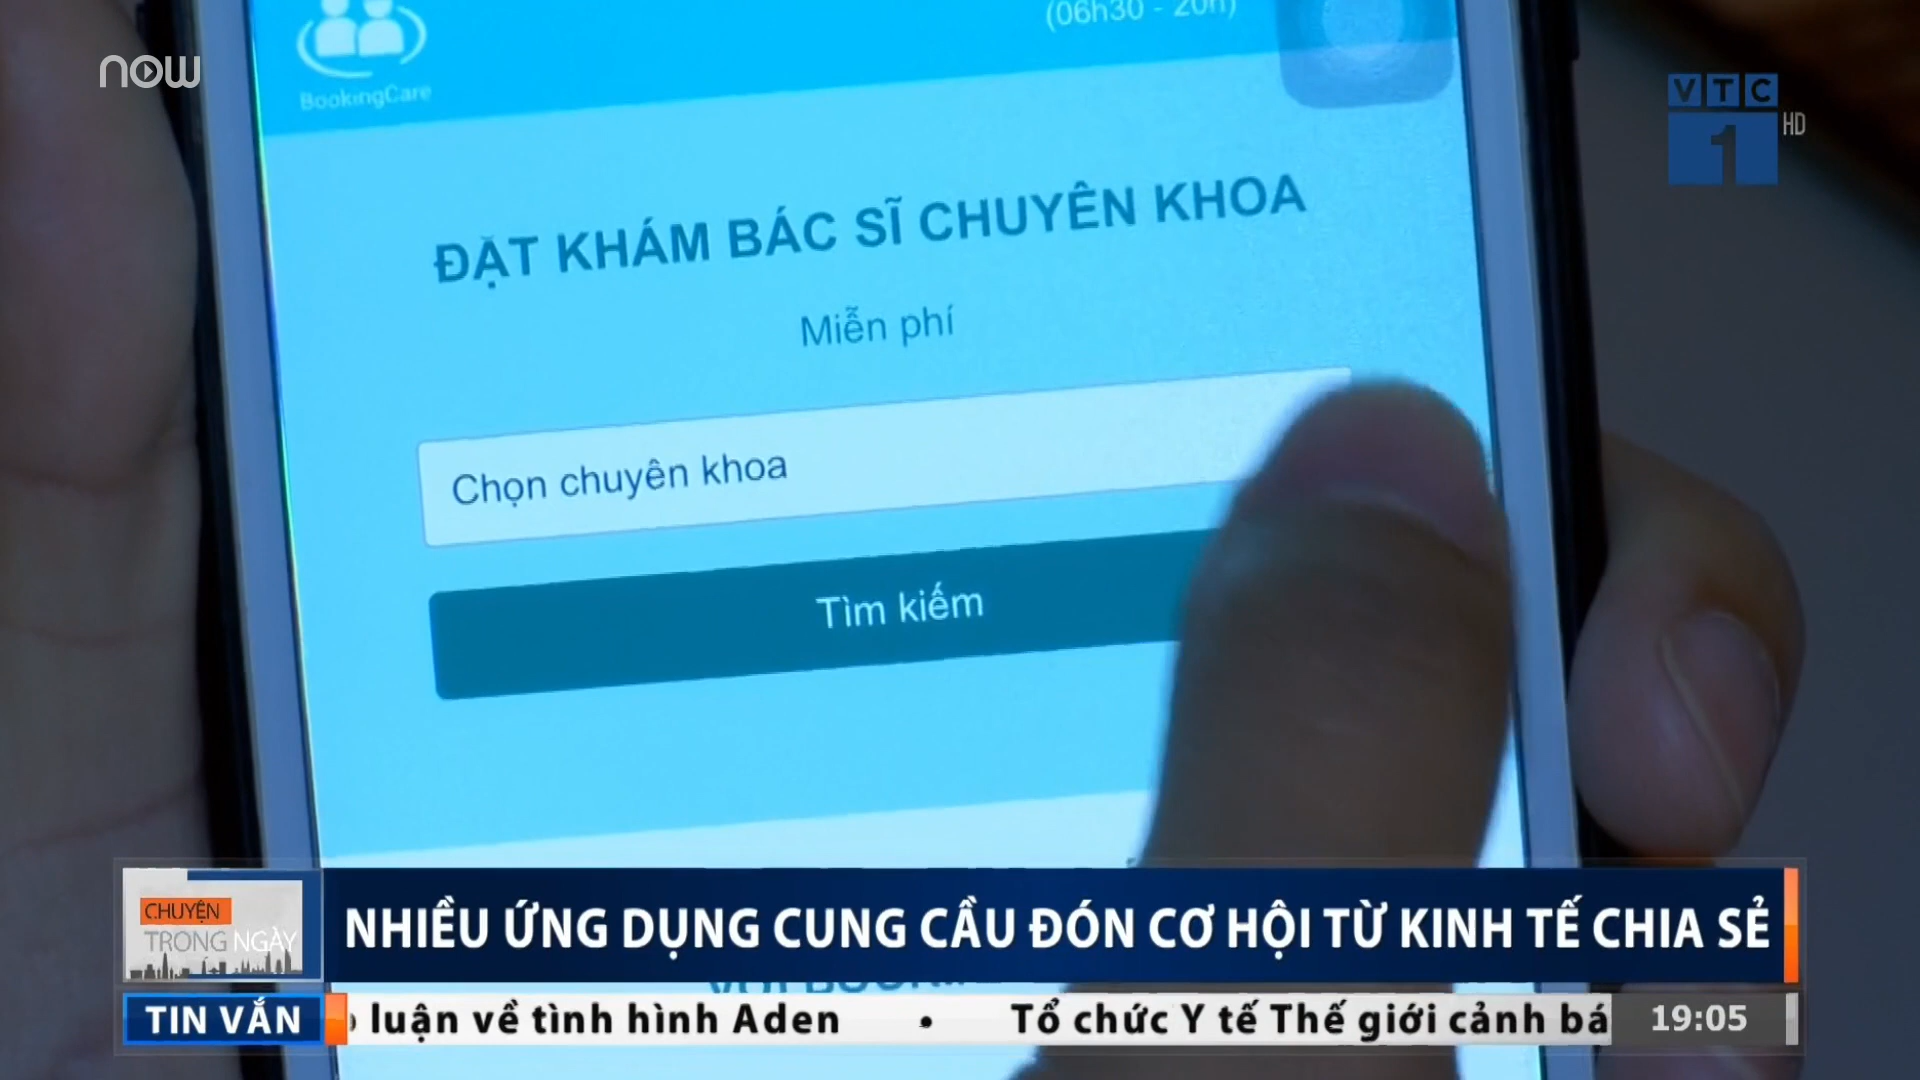 now
VTC
1 HD
BookingCare
(06h30 - 20h)
ĐẶT KHÁM BÁC SĨ CHUYÊN KHOA
Miễn phí
Chọn chuyên khoa
Tìm kiếm
CHUYỆN
TRONG NGÀY
NHIỀU ỨNG DỤNG CUNG CẦU ĐÓN CƠ HỘI TỪ KINH TẾ CHIA SẺ
TIN VẮN
luận về tình hình Aden • Tổ chức Y tế Thế giới cảnh bá
19:05